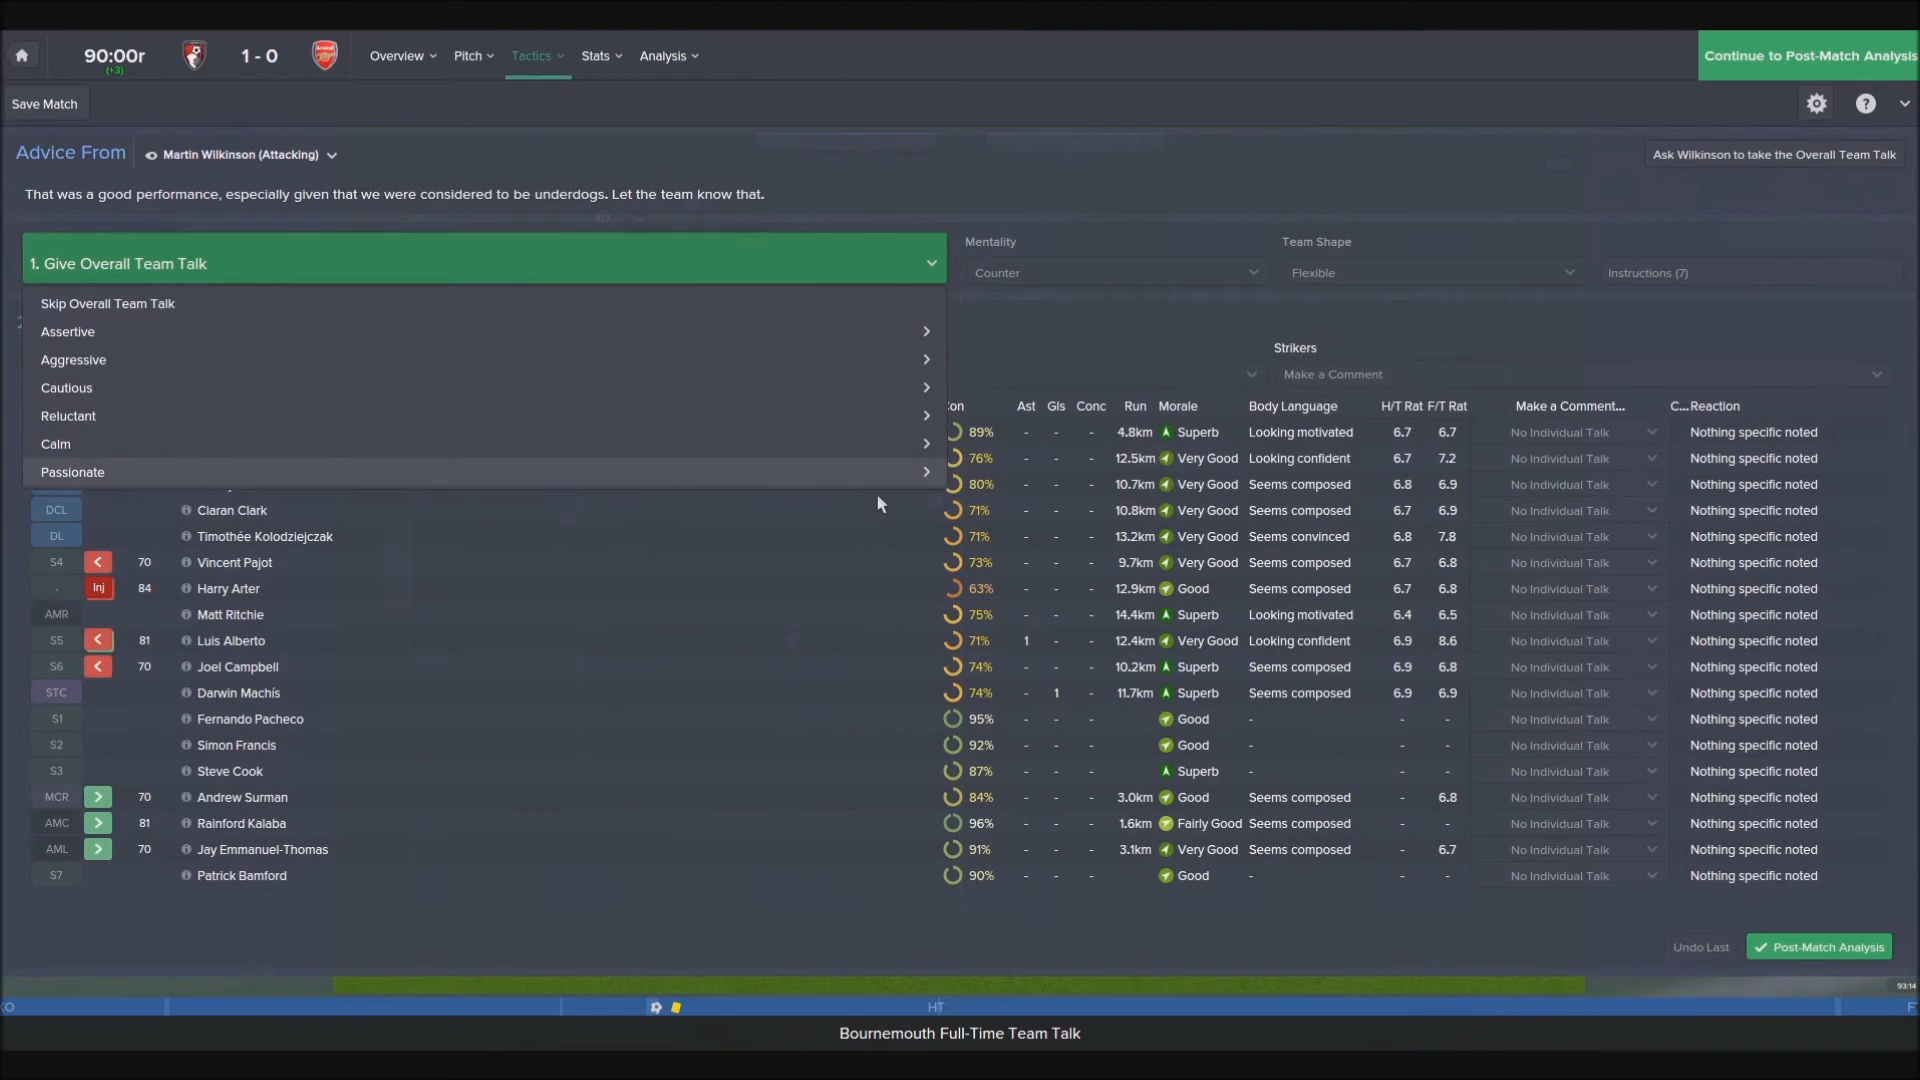 90:00r
(+3)
1 - 0
Overview
Pitch
Tactics
Stats
Analysis
Continue to Post-Match Analysis
Save Match
?
Advice From
Martin Wilkinson (Attacking)
Ask Wilkinson to take the Overall Team Talk
That was a good performance, especially given that we were considered to be underdogs. Let the team know that.
1. Give Overall Team Talk
Mentality
Team Shape
Counter
Flexible
Instructions (7)
Skip Overall Team Talk
Assertive
Aggressive
Cautious
Reluctant
Calm
Passionate
Strikers
Make a Comment
Ast Gls Conc Run Morale Body Language H/T Rat F/T Rat Make a Comment... C... Reaction
89% - - - 4.8km Superb Looking motivated 6.7 6.7 No Individual Talk Nothing specific noted
76% - - - 12.5km Very Good Looking confident 6.7 7.2 No Individual Talk Nothing specific noted
80% - - - 10.7km Very Good Seems composed 6.8 6.9 No Individual Talk Nothing specific noted
DCL Ciaran Clark 71% - - - 10.8km Very Good Seems composed 6.7 6.9 No Individual Talk Nothing specific noted
DL Timothée Kolodziejczak 71% - - - 13.2km Very Good Seems convinced 6.8 7.8 No Individual Talk Nothing specific noted
S4 70 Vincent Pajot 73% - - - 9.7km Very Good Seems composed 6.7 6.8 No Individual Talk Nothing specific noted
- Inj 84 Harry Arter 63% - - - 12.9km Good Seems composed 6.7 6.8 No Individual Talk Nothing specific noted
AMR Matt Ritchie 75% - - - 14.4km Superb Looking motivated 6.4 6.5 No Individual Talk Nothing specific noted
S5 81 Luis Alberto 71% 1 - - 12.4km Very Good Looking confident 6.9 8.6 No Individual Talk Nothing specific noted
S6 70 Joel Campbell 74% - - - 10.2km Superb Seems composed 6.9 6.8 No Individual Talk Nothing specific noted
STC Darwin Machís 74% - 1 - 11.7km Superb Seems composed 6.9 6.9 No Individual Talk Nothing specific noted
S1 Fernando Pacheco 95% - - - Good - - - No Individual Talk Nothing specific noted
S2 Simon Francis 92% - - - Good - - - No Individual Talk Nothing specific noted
S3 Steve Cook 87% - - - Superb - - - No Individual Talk Nothing specific noted
MCR 70 Andrew Surman 84% - - - 3.0km Good Seems composed - 6.8 No Individual Talk Nothing specific noted
AMC 81 Rainford Kalaba 96% - - - 1.6km Fairly Good Seems composed - - No Individual Talk Nothing specific noted
AML 70 Jay Emmanuel-Thomas 91% - - - 3.1km Very Good Seems composed - 6.7 No Individual Talk Nothing specific noted
S7 Patrick Bamford 90% - - - Good - - - No Individual Talk Nothing specific noted
Undo Last
Post-Match Analysis
93:14
HT
Bournemouth Full-Time Team Talk